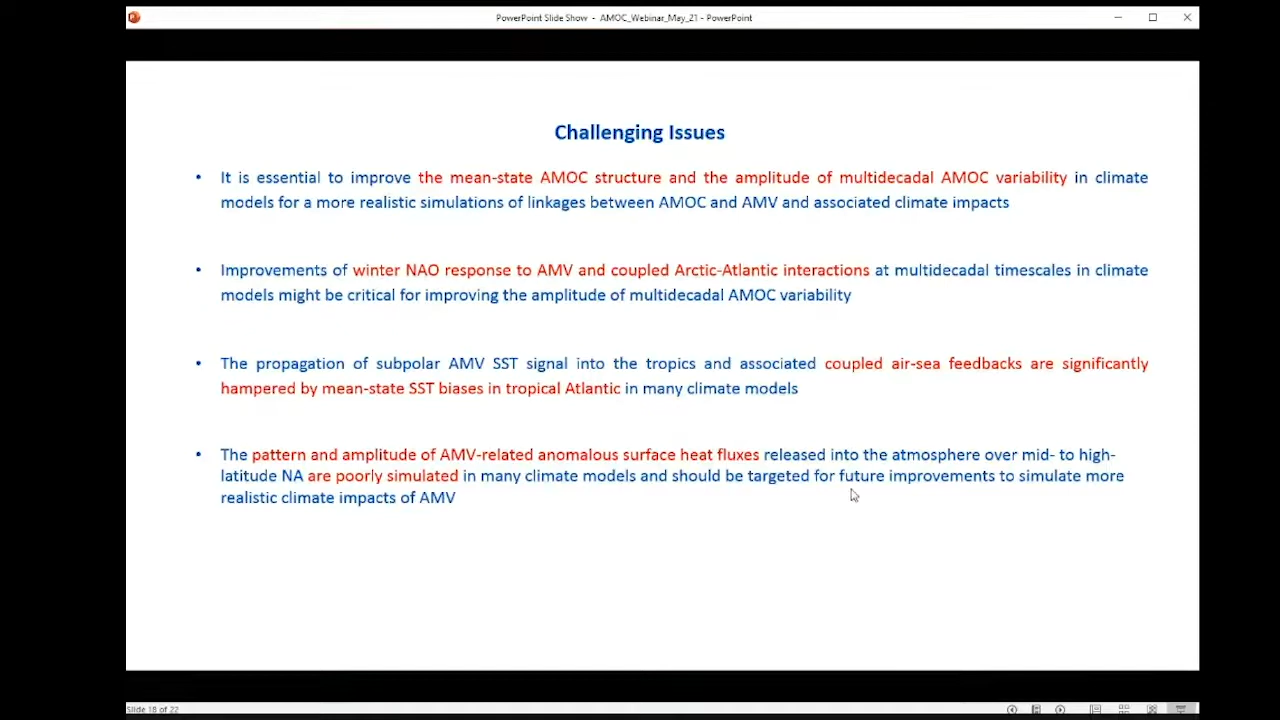 PowerPoint Slide Show - AMOC_Webinar_May_21 - PowerPoint
Challenging Issues
• It is essential to improve the mean-state AMOC structure and the amplitude of multidecadal AMOC variability in climate
models for a more realistic simulations of linkages between AMOC and AMV and associated climate impacts
• Improvements of winter NAO response to AMV and coupled Arctic-Atlantic interactions at multidecadal timescales in climate
models might be critical for improving the amplitude of multidecadal AMOC variability
• The propagation of subpolar AMV SST signal into the tropics and associated coupled air-sea feedbacks are significantly
hampered by mean-state SST biases in tropical Atlantic in many climate models
• The pattern and amplitude of AMV-related anomalous surface heat fluxes released into the atmosphere over mid- to high-
latitude NA are poorly simulated in many climate models and should be targeted for future improvements to simulate more
realistic climate impacts of AMV
Slide 18 of 22